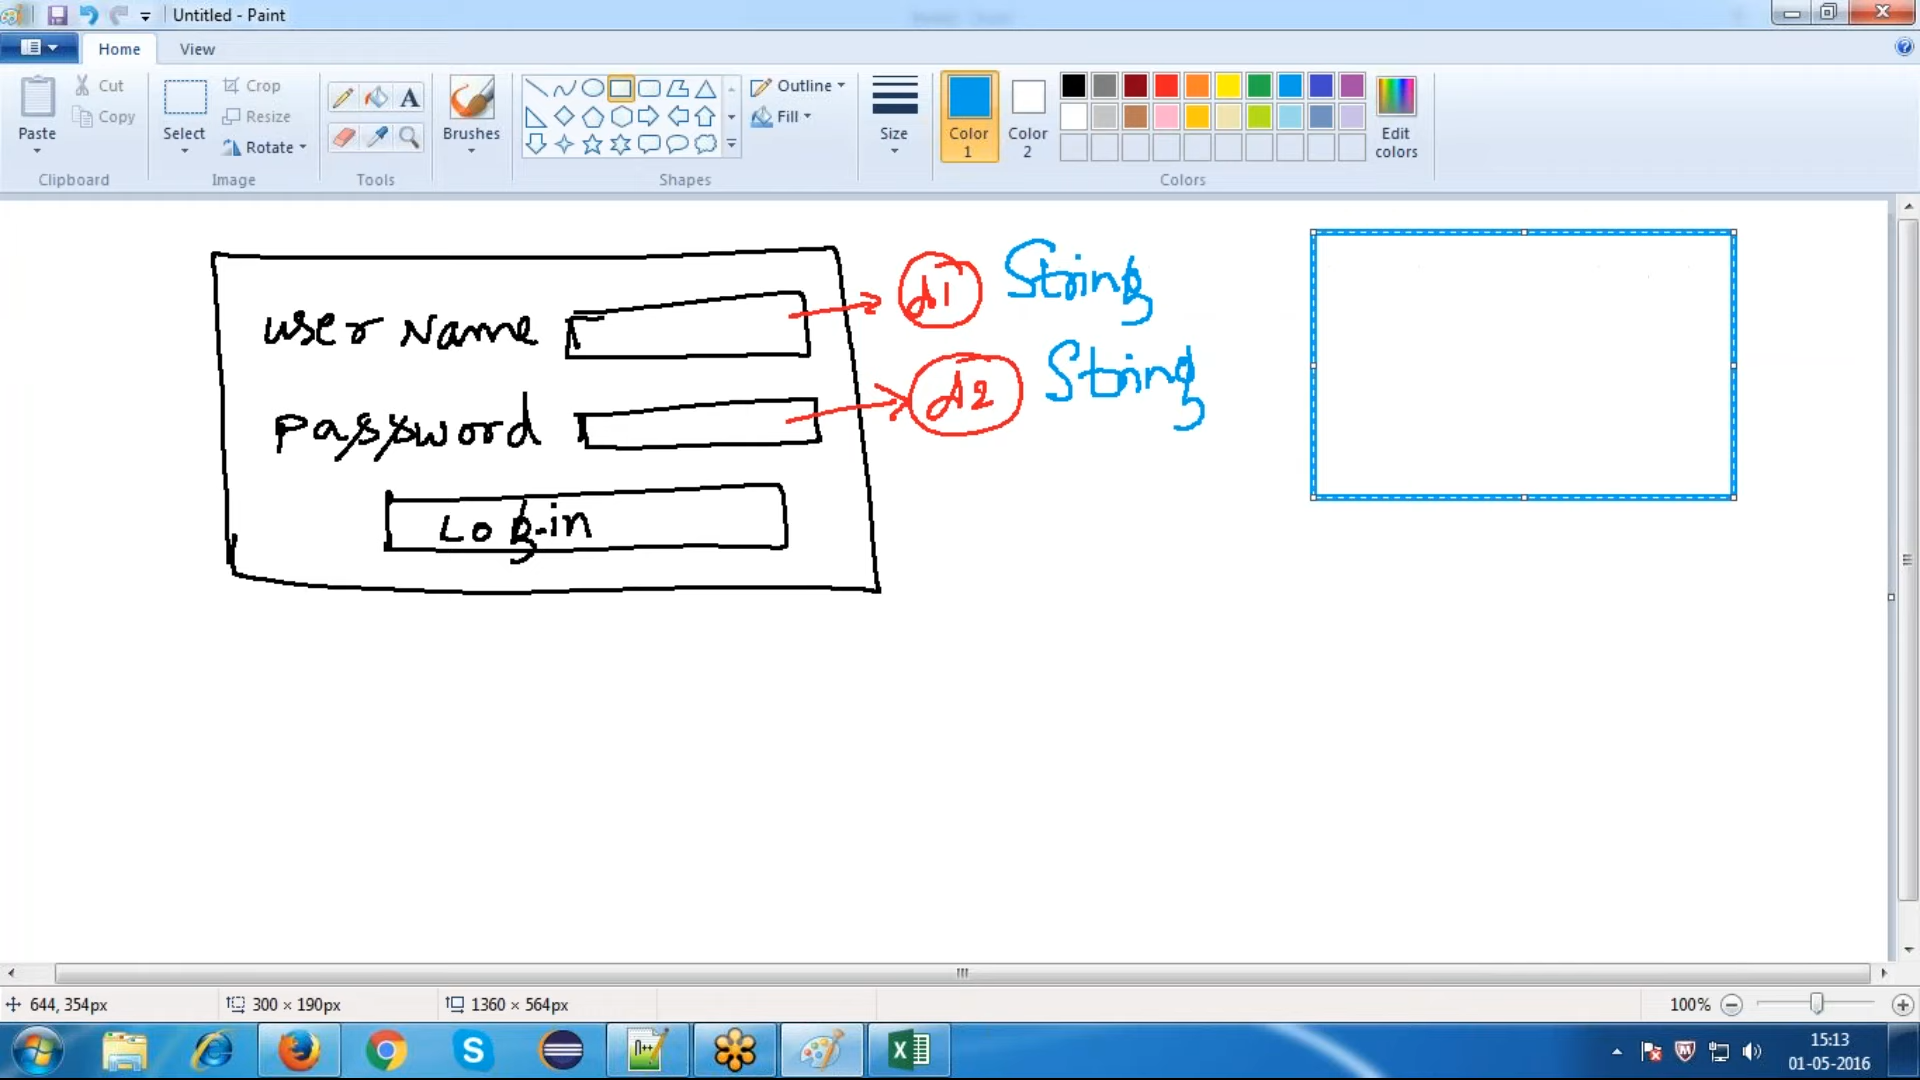 Untitled - Paint
Home
View
Paste
Cut
Copy
Clipboard
Select
Crop
Resize
Rotate
Image
A
Tools
Brushes
Shapes
Outline
Fill
Size
Color 1
Color 2
Edit colors
Colors
user Name
A1 String
password
A2 String
Login
644, 354px
300 × 190px
1360 × 564px
100%
15:13
01-05-2016